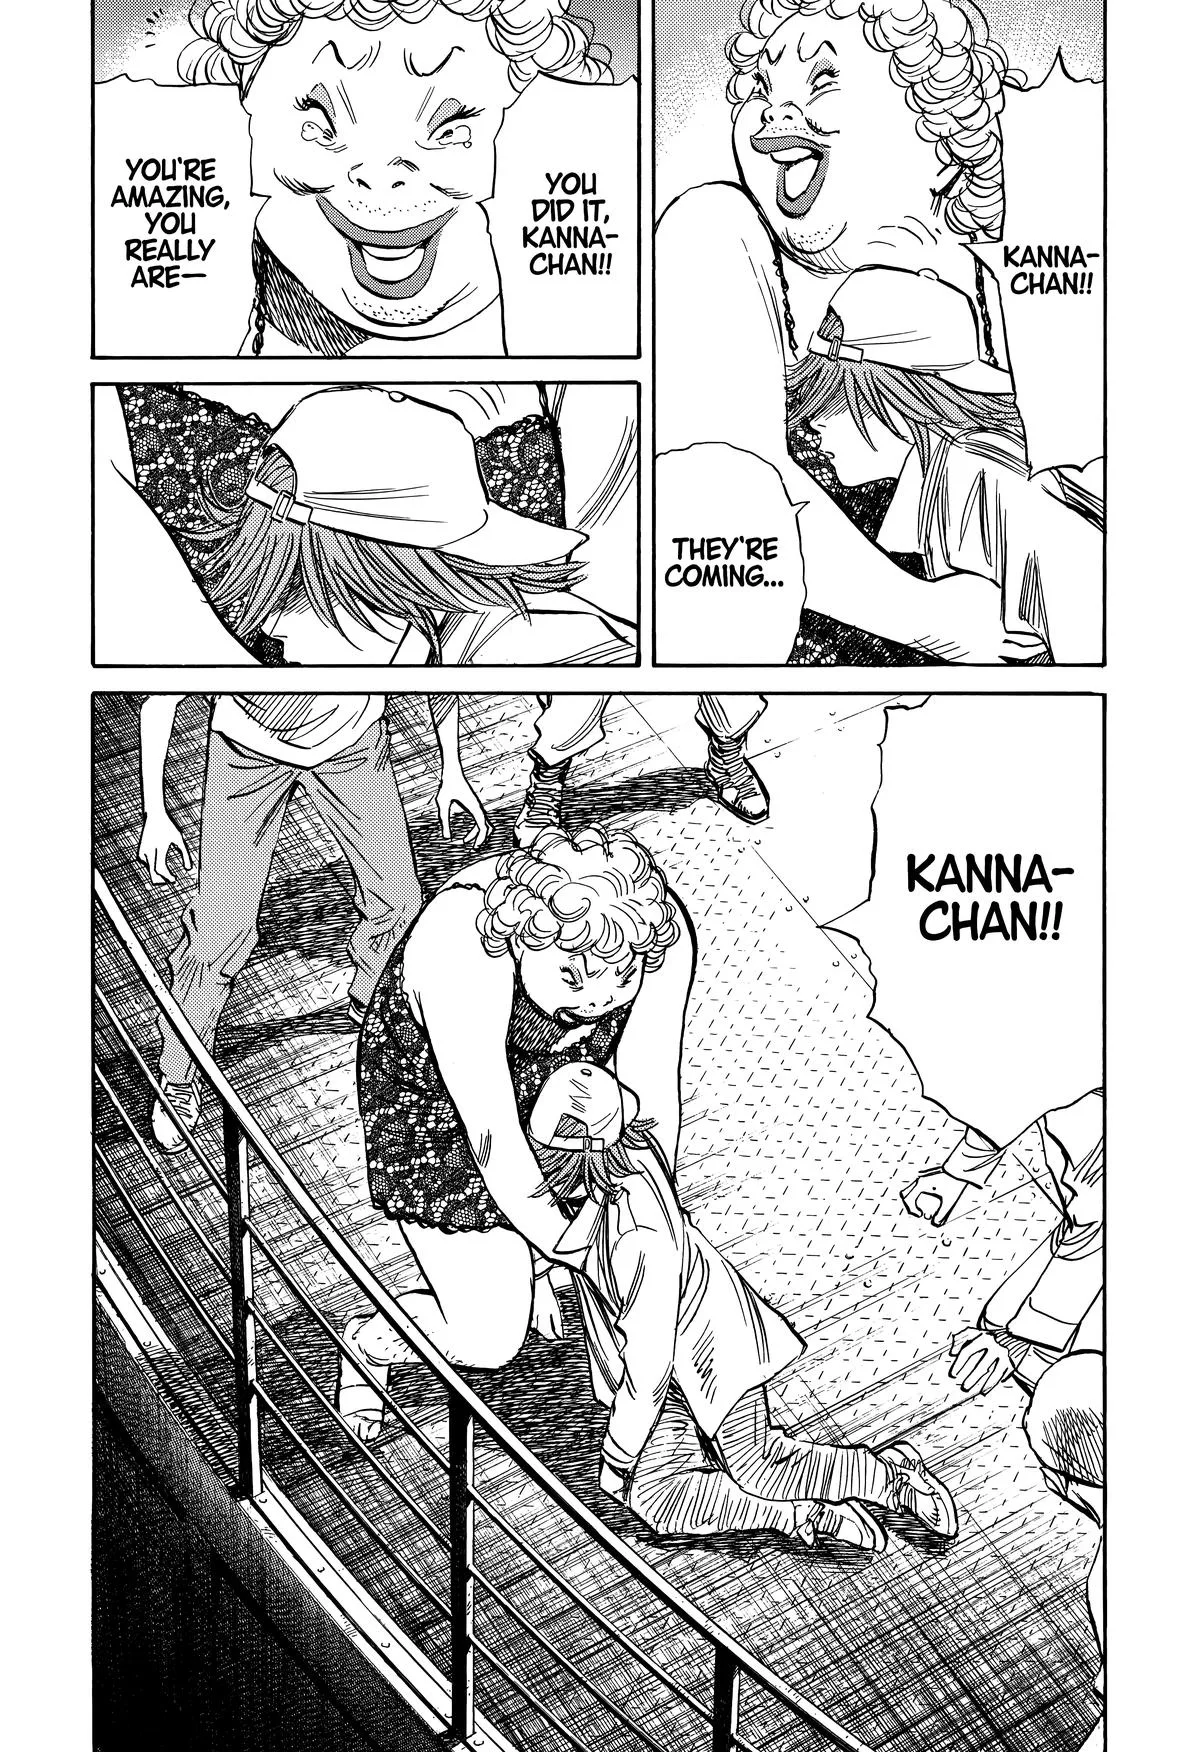 KANNA-
CHAN!!
THEY'RE
COMING...
YOU
DID IT,
KANNA-
CHAN!!
YOU'RE
AMAZING,
YOU
REALLY
ARE—
KANNA-
CHAN!!